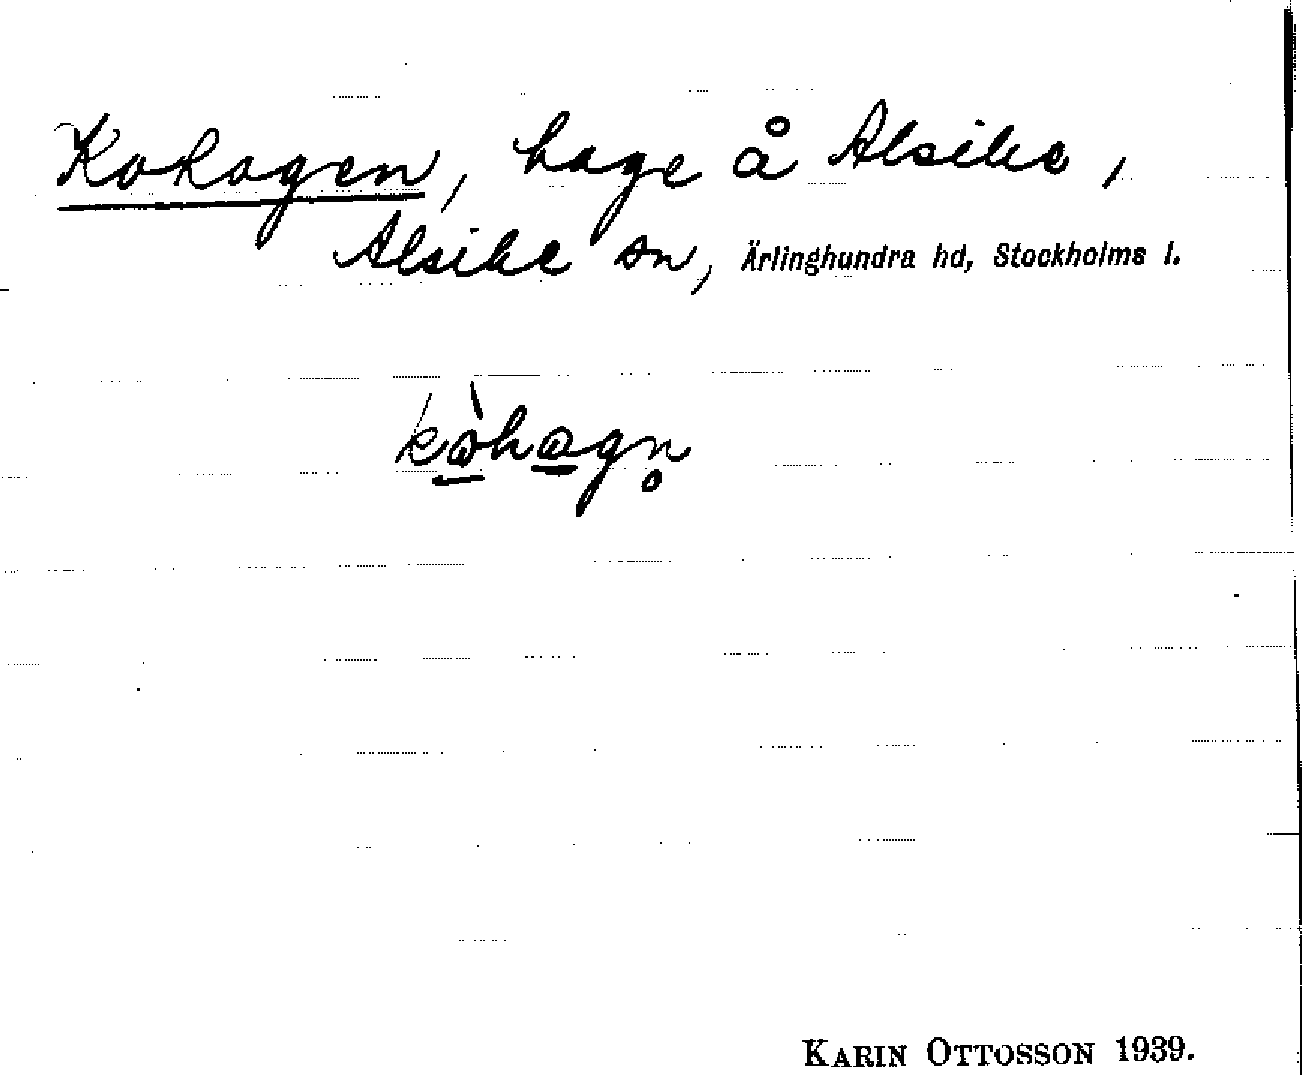 Kohagen, hage å Alsike,
Alsike sn, Ärlinghundra hd, Stockholms l.
kòhagn̥
KARIN OTTOSSON 1939.